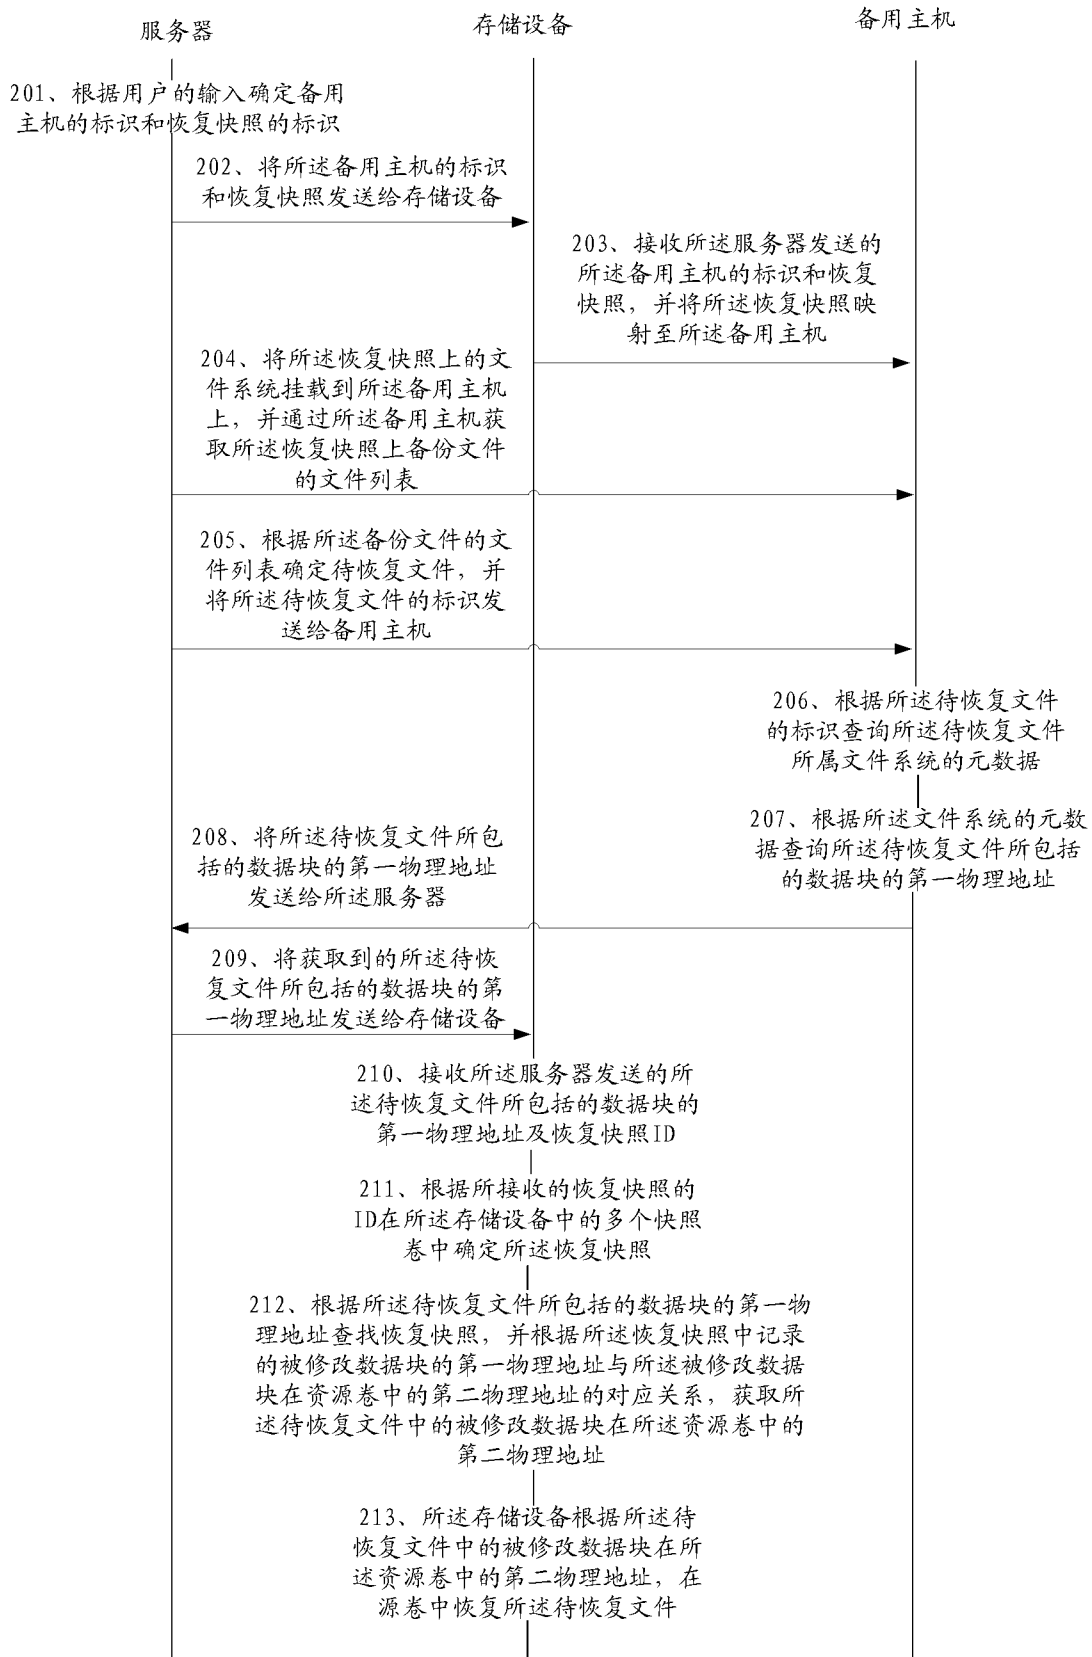 服务器
存储设备
备用主机
201、根据用户的输入确定备用
主机的标识和恢复快照的标识
202、将所述备用主机的标识
和恢复快照发送给存储设备
203、接收所述服务器发送的
所述备用主机的标识和恢复
快照，并将所述恢复快照映
射至所述备用主机
204、将所述恢复快照上的文
件系统挂载到所述备用主机
上，并通过所述备用主机获
取所述恢复快照上备份文件
的文件列表
205、根据所述备份文件的文
件列表确定待恢复文件，并
将所述待恢复文件的标识发
送给备用主机
206、根据所述待恢复文件
的标识查询所述待恢复文件
所属文件系统的元数据
207、根据所述文件系统的元数
据查询所述待恢复文件所包括
的数据块的第一物理地址
208、将所述待恢复文件所包
括的数据块的第一物理地址
发送给所述服务器
209、将获取到的所述待恢
复文件所包括的数据块的第
一物理地址发送给存储设备
210、接收所述服务器发送的所
述待恢复文件所包括的数据块的
第一物理地址及恢复快照ID
211、根据所接收的恢复快照的
ID在所述存储设备中的多个快照
卷中确定所述恢复快照
212、根据所述待恢复文件所包括的数据块的第一物
理地址查找恢复快照，并根据所述恢复快照中记录
的被修改数据块的第一物理地址与所述被修改数据
块在资源卷中的第二物理地址的对应关系，获取所
述待恢复文件中的被修改数据块在所述资源卷中的
第二物理地址
213、所述存储设备根据所述待
恢复文件中的被修改数据块在所
述资源卷中的第二物理地址，在
源卷中恢复所述待恢复文件